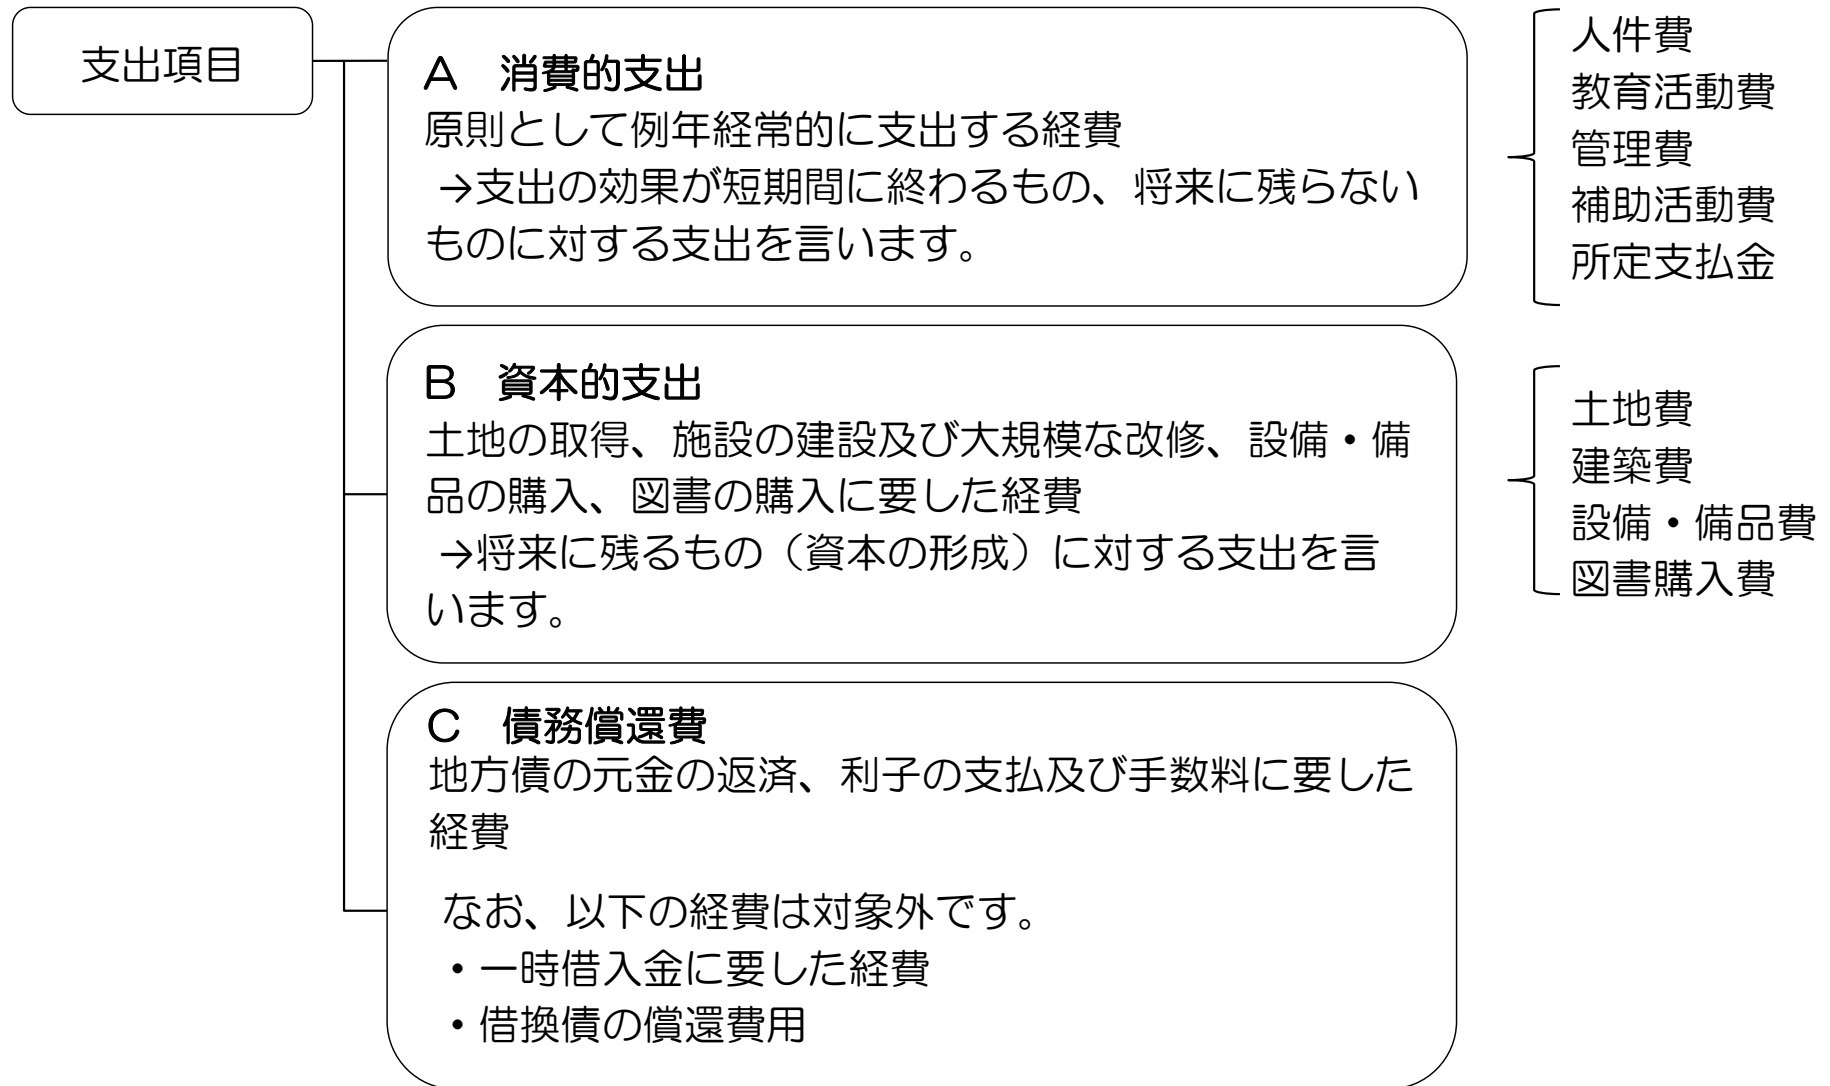 支出項目
A　消費的支出
原則として例年経常的に支出する経費
→支出の効果が短期間に終わるもの、将来に残らない
ものに対する支出を言います。
人件費
教育活動費
管理費
補助活動費
所定支払金
B　資本的支出
土地の取得、施設の建設及び大規模な改修、設備・備
品の購入、図書の購入に要した経費
→将来に残るもの（資本の形成）に対する支出を言
います。
土地費
建築費
設備・備品費
図書購入費
C　債務償還費
地方債の元金の返済、利子の支払及び手数料に要した
経費
なお、以下の経費は対象外です。
・一時借入金に要した経費
・借換債の償還費用